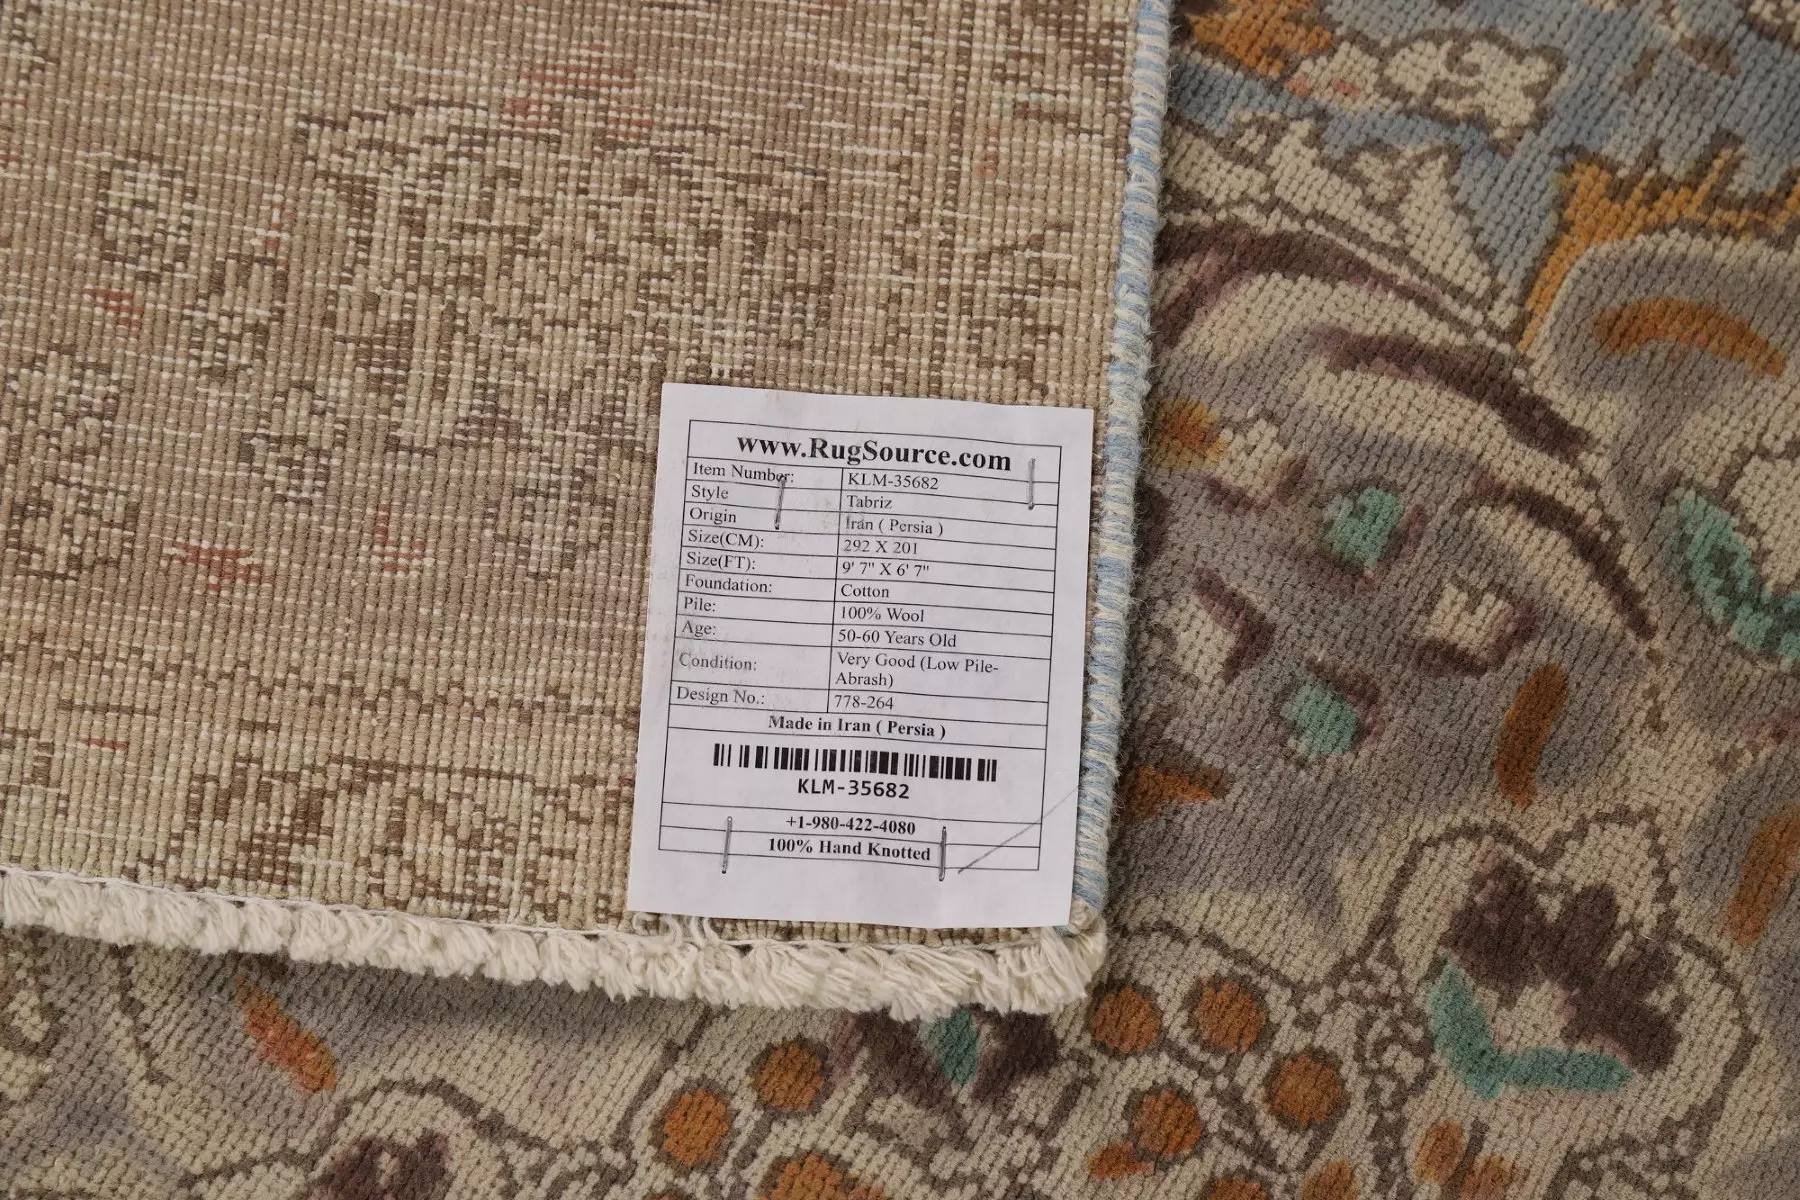 www.RugSource.com
Item Number: KLM-35682
Style Tabriz
Origin Iran ( Persia )
Size(CM): 292 X 201
Size(FT): 9' 7" X 6' 7"
Foundation: Cotton
Pile: 100% Wool
Age: 50-60 Years Old
Condition: Very Good (Low Pile-
Abrash)
Design No.: 778-264
Made in Iran ( Persia )
KLM-35682
+1-980-422-4080
100% Hand Knotted